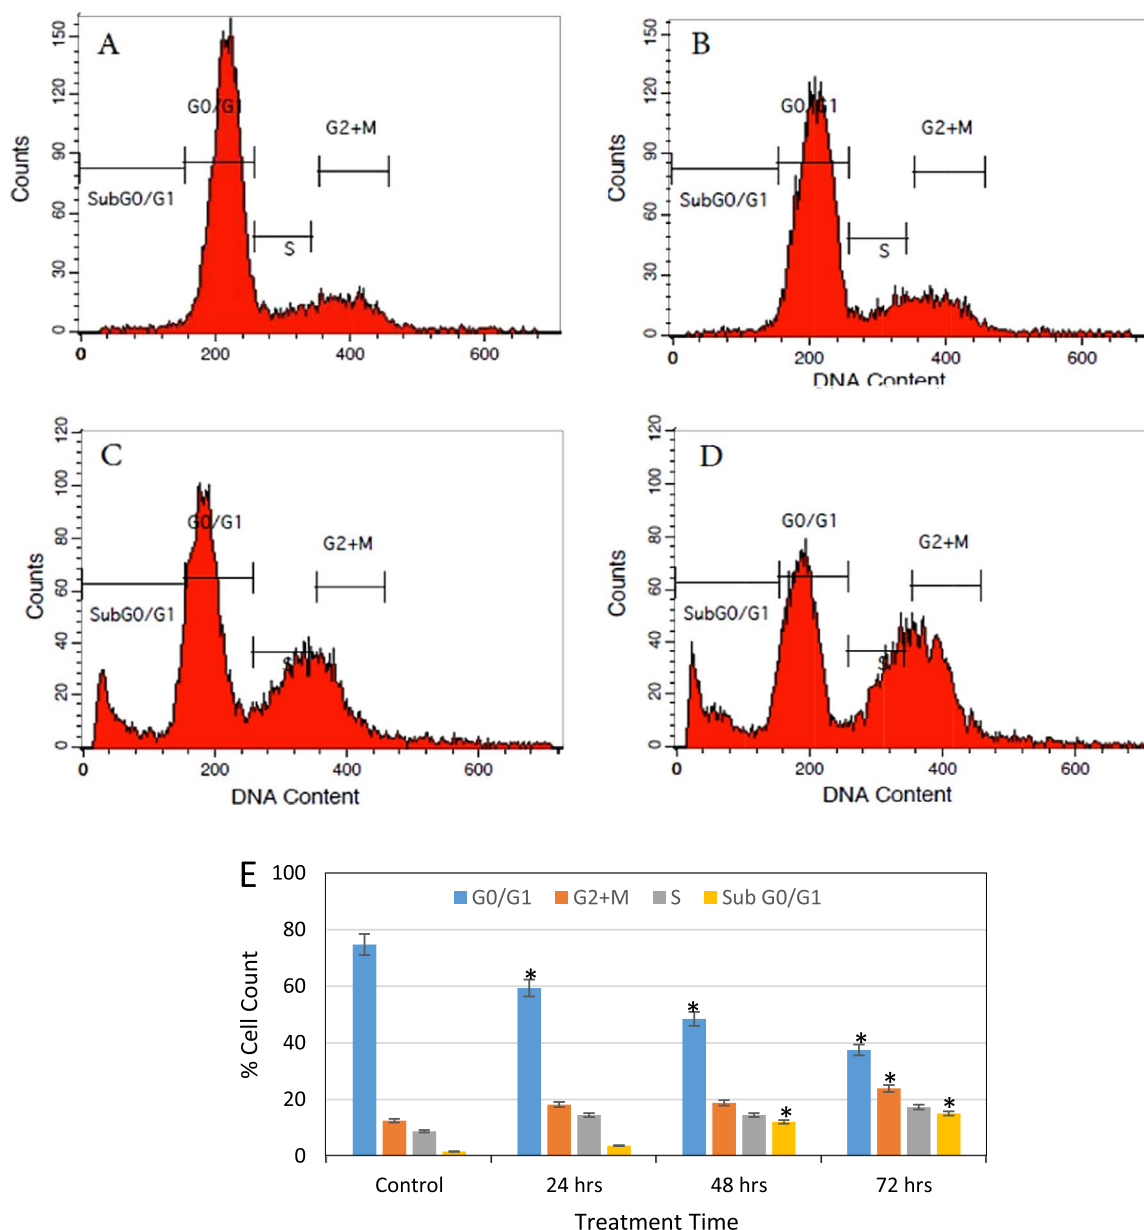 A
Counts
150
120
90
60
30
0
G0/G1
G2+M
SubG0/G1
S
0 200 400 600
B
Counts
150
120
90
60
30
0
G0/G1
G2+M
SubG0/G1
S
0 200 400 600
DNA Content
C
Counts
120
100
80
60
40
20
0
G0/G1
G2+M
SubG0/G1
S
0 200 400 600
DNA Content
D
Counts
120
100
80
60
40
20
0
G0/G1
G2+M
SubG0/G1
S
0 200 400 600
DNA Content
E
% Cell Count
100
80
60
40
20
0
G0/G1 G2+M S Sub G0/G1
*
*
* * * * *
Control 24 hrs 48 hrs 72 hrs
Treatment Time